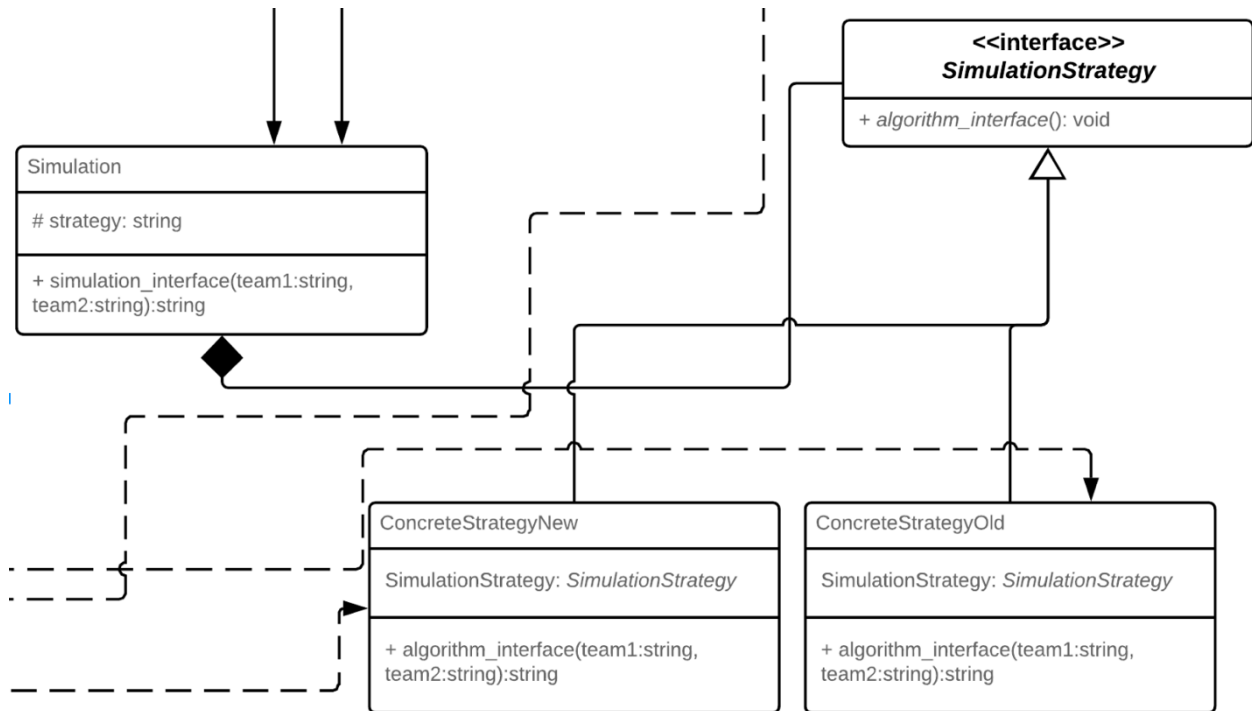 <<interface>>
SimulationStrategy
+ algorithm_interface(): void
Simulation
# strategy: string
+ simulation_interface(team1:string,
team2:string):string
ConcreteStrategyNew
SimulationStrategy: SimulationStrategy
+ algorithm_interface(team1:string,
team2:string):string
ConcreteStrategyOld
SimulationStrategy: SimulationStrategy
+ algorithm_interface(team1:string,
team2:string):string